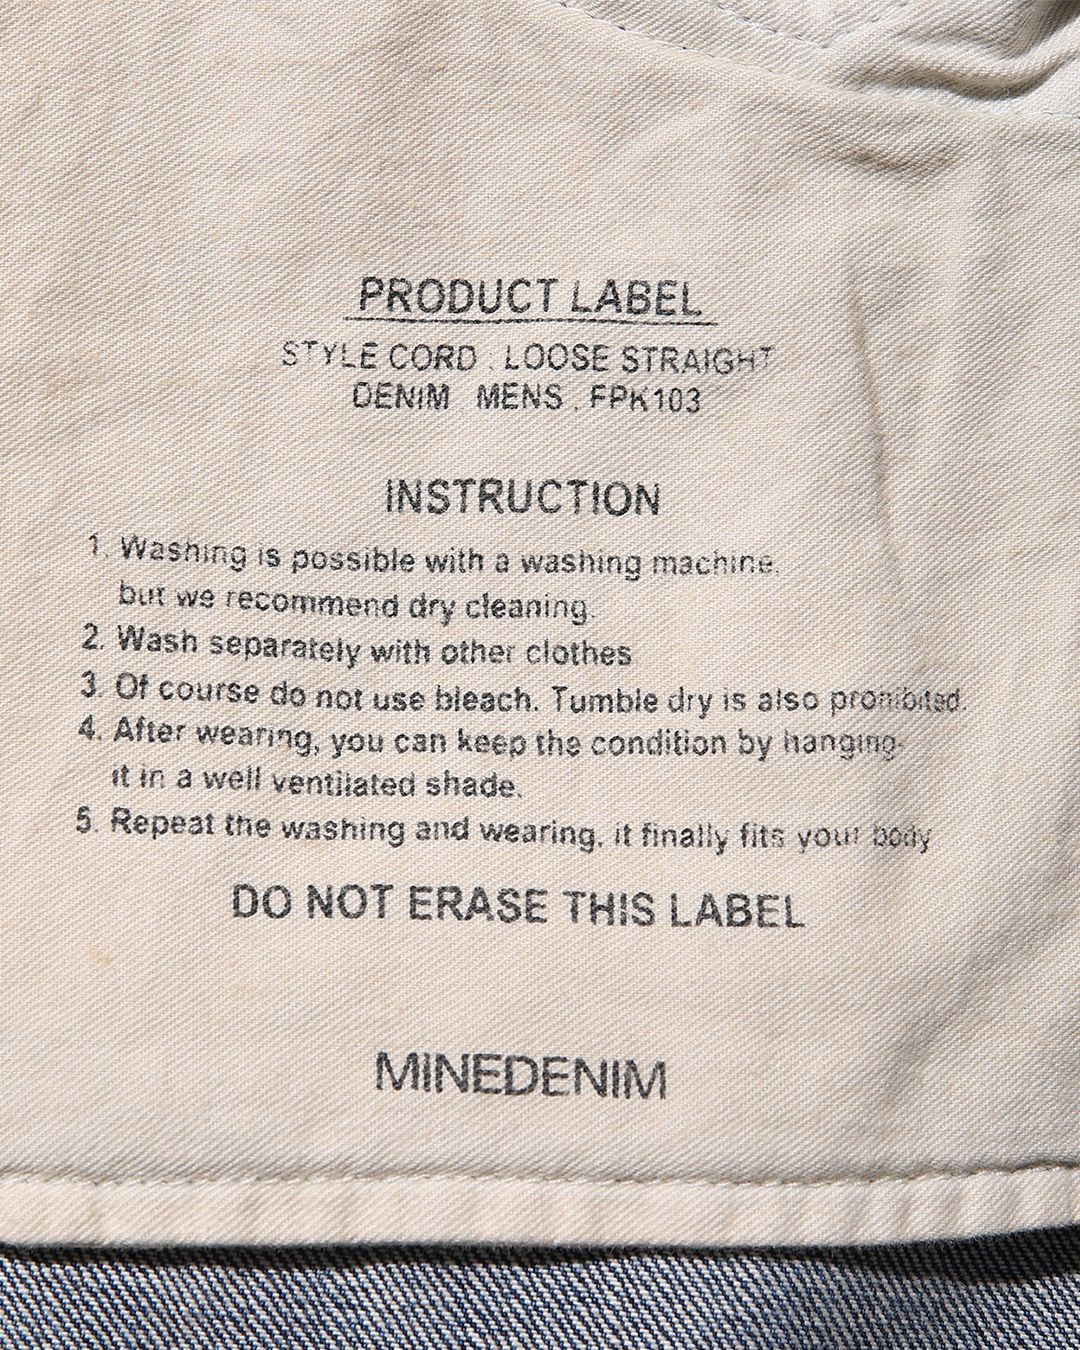 PRODUCT LABEL
STYLE CORD . LOOSE STRAIGHT
DENIM MENS . FPK103
INSTRUCTION
1. Washing is possible with a washing machine.
but we recommend dry cleaning.
2. Wash separately with other clothes
3. Of course do not use bleach. Tumble dry is also prohibited.
4. After wearing, you can keep the condition by hanging
it in a well ventilated shade.
5. Repeat the washing and wearing, it finally fits your body
DO NOT ERASE THIS LABEL
MINEDENIM